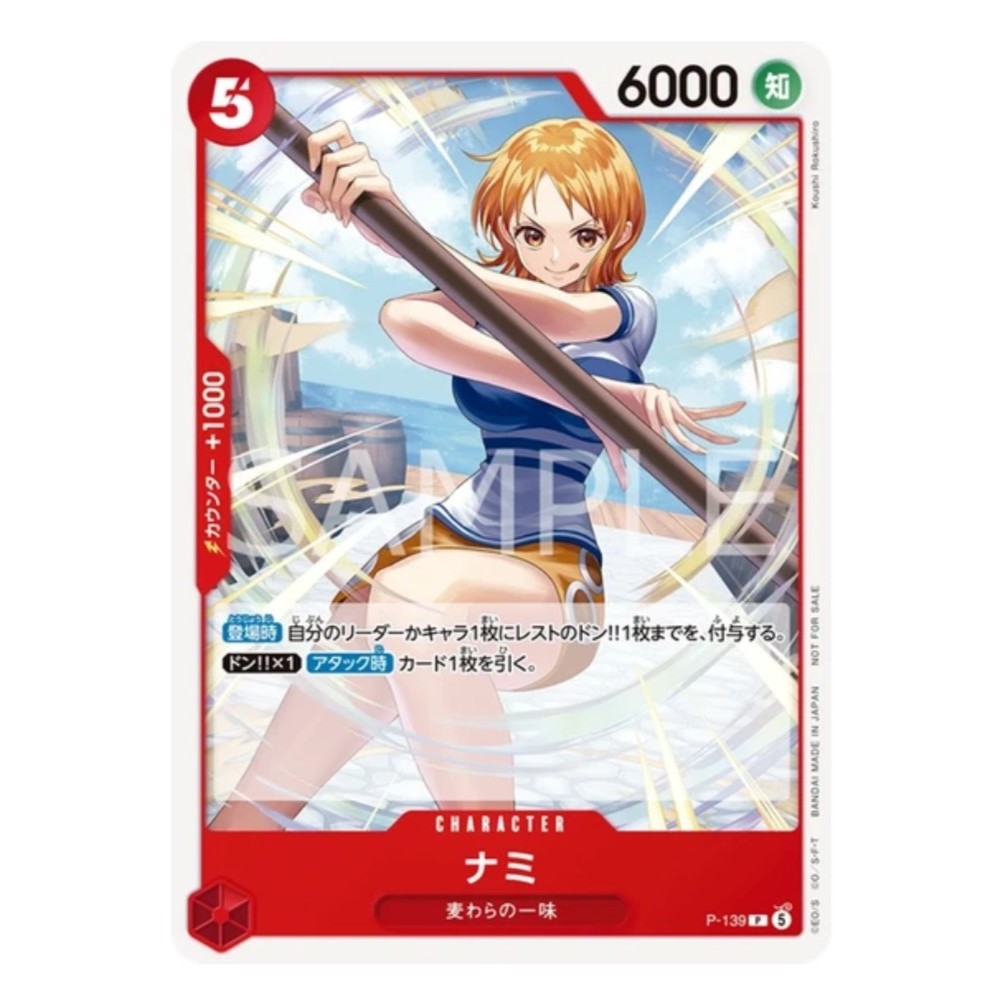 5
6000
知
Koushi Rokushiro
カウンター +1000
SAMPLE
登場時 自分のリーダーかキャラ1枚にレストのドン!!1枚までを、付与する。
ドン!!×1 アタック時 カード1枚を引く。
CHARACTER
ナミ
麦わらの一味
P-139 P 5
©EO/S ©O/S・F・T BANDAI MADE IN JAPAN NOT FOR SALE